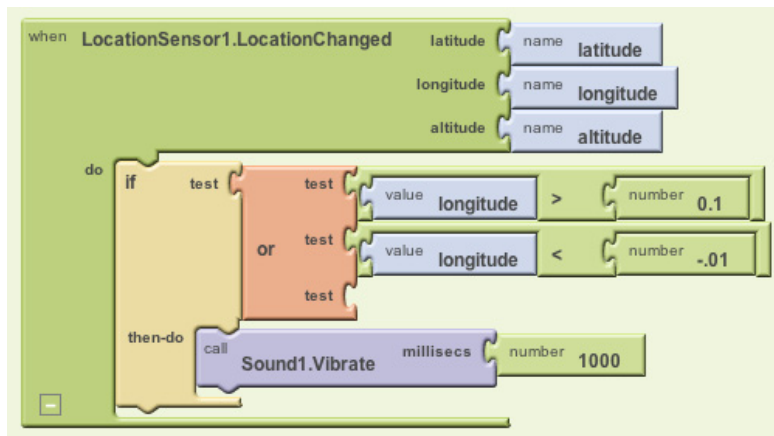 when LocationSensor1.LocationChanged latitude name latitude
longitude name longitude
altitude name altitude
do
if test test value longitude > number 0.1
or test value longitude < number -.01
test
then-do call Sound1.Vibrate millisecs number 1000